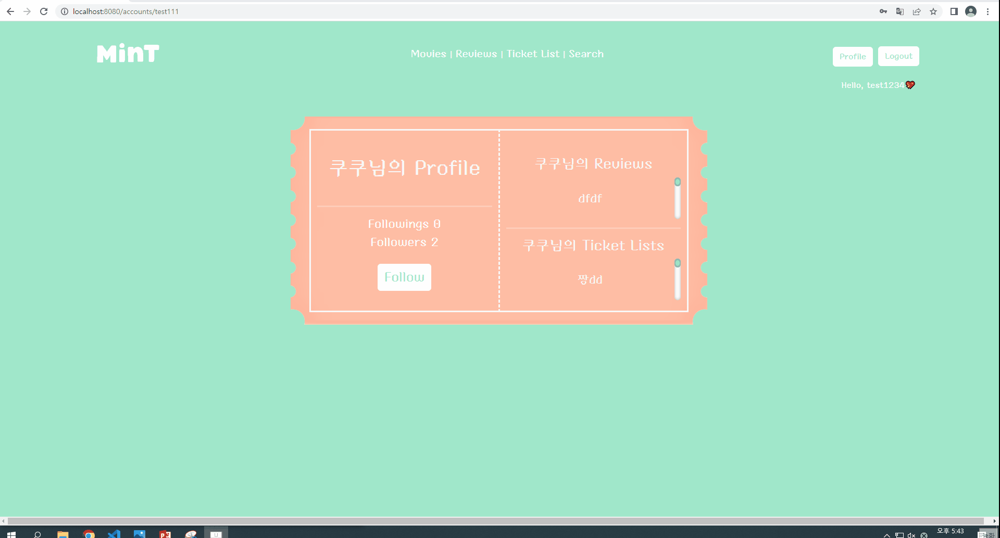 localhost:8080/accounts/test111
MinT
Movies | Reviews | Ticket List | Search
Profile
Logout
Hello, test1234
쿠쿠님의 Profile
Followings 0
Followers 2
Follow
쿠쿠님의 Reviews
dfdf
쿠쿠님의 Ticket Lists
짱dd
오후 5:43